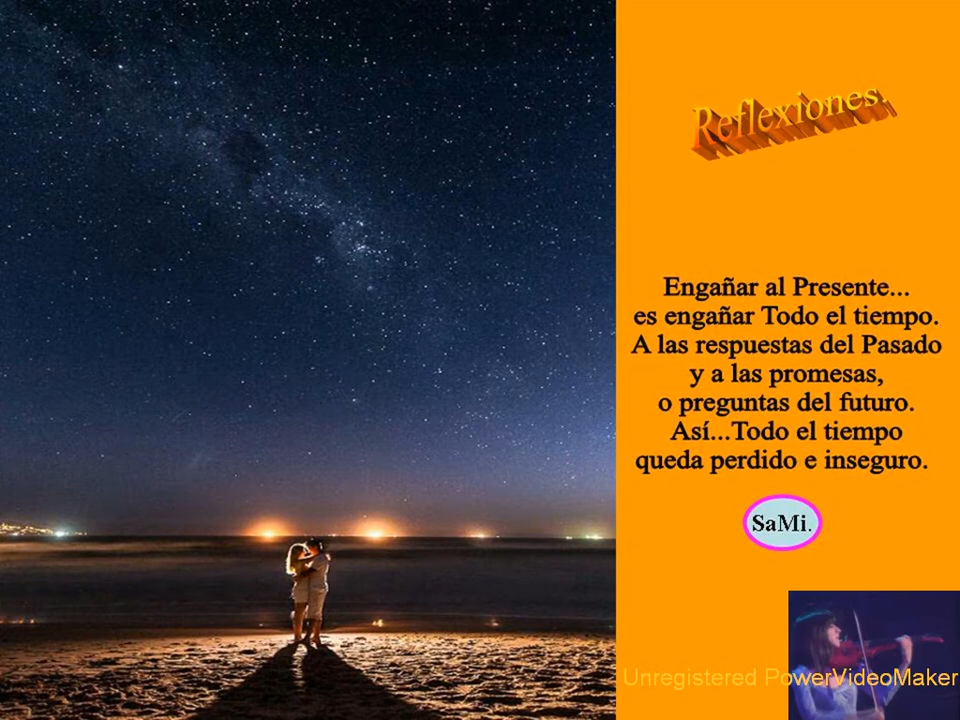 Reflexiones.
Engañar al Presente...
es engañar Todo el tiempo.
A las respuestas del Pasado
y a las promesas,
o preguntas del futuro.
Así...Todo el tiempo
queda perdido e inseguro.
SaMi.
Unregistered PowerVideoMaker